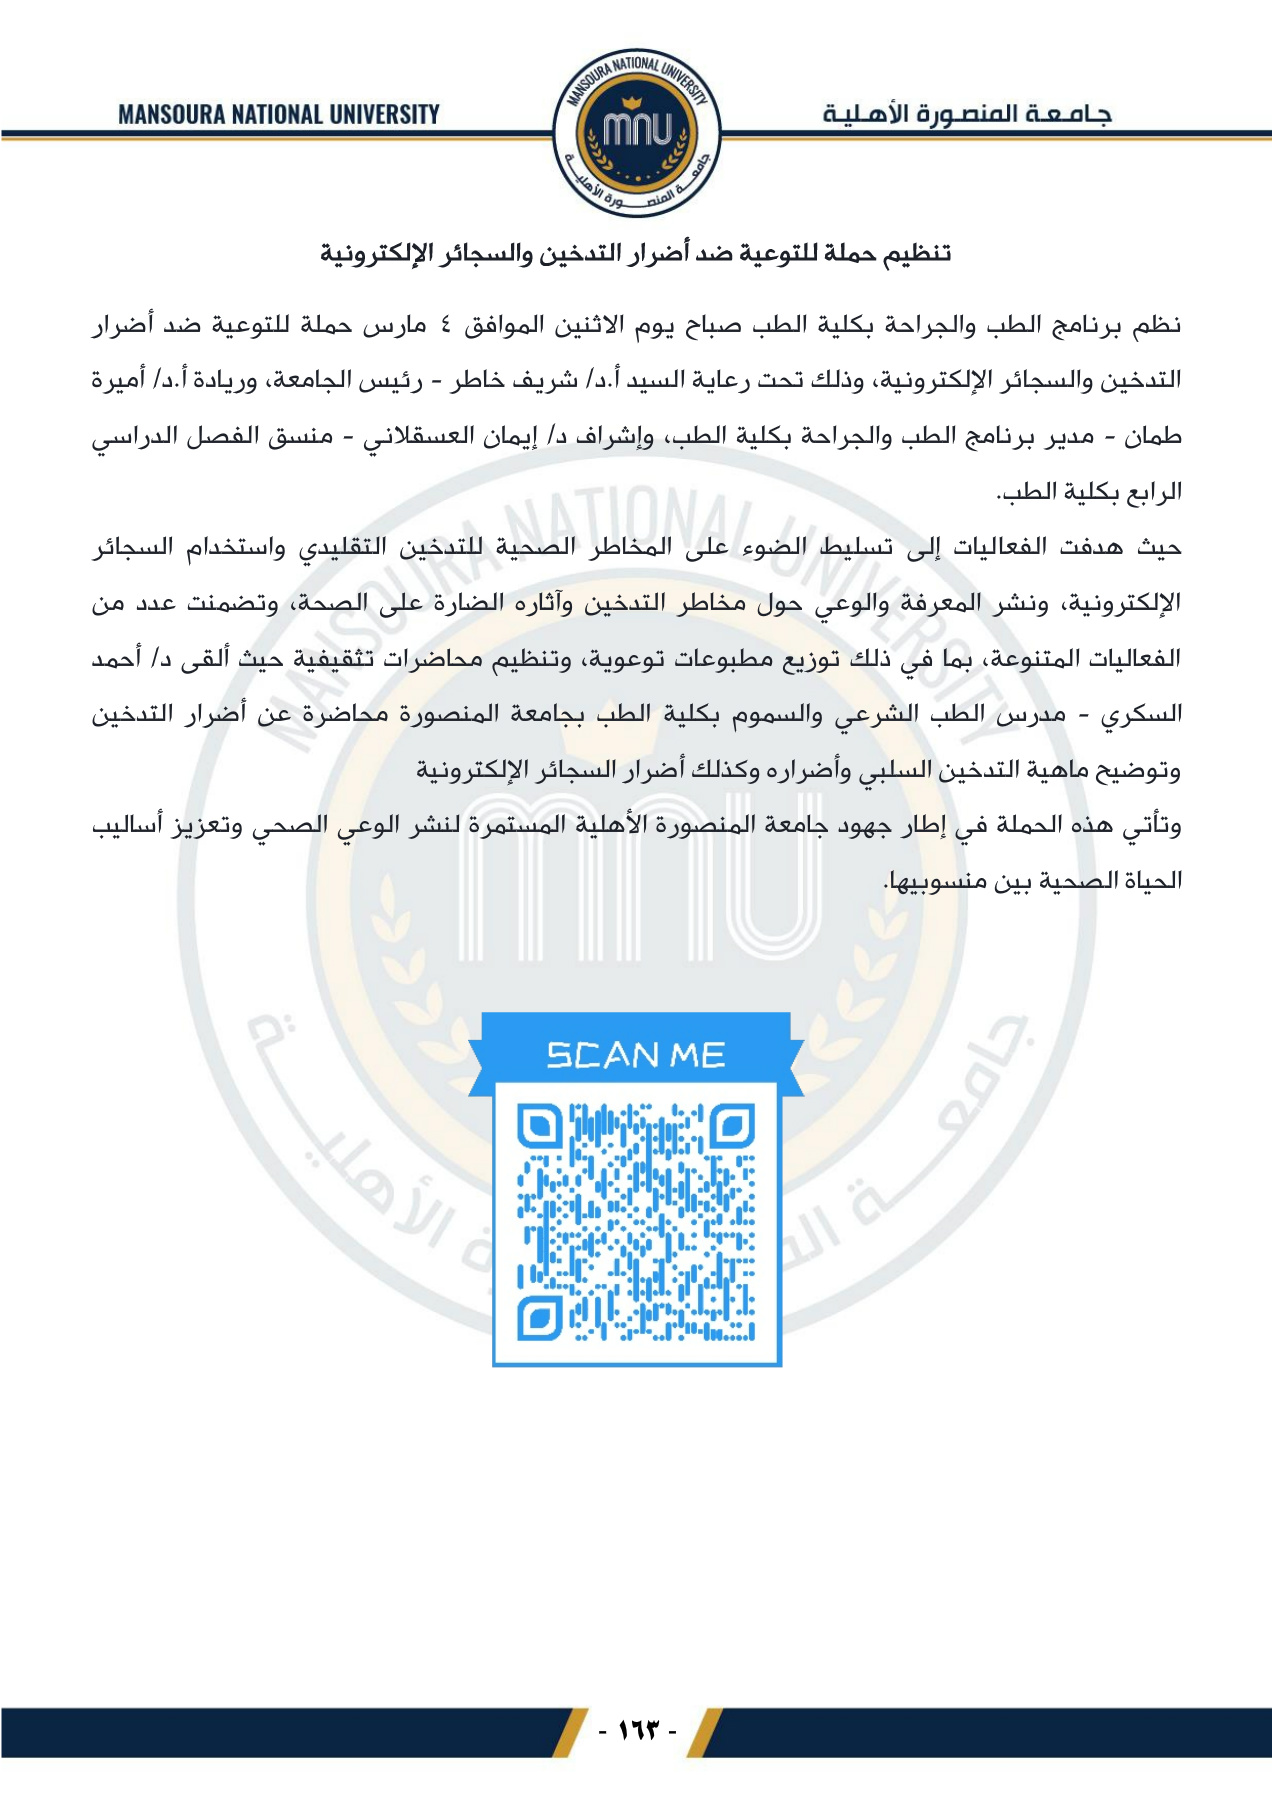 MANSOURA NATIONAL UNIVERSITY
جامعة المنصورة الأهلية
MANSOURA NATIONAL UNIVERSITY
mnu
جامعة المنصورة الأهلية
تنظيم حملة للتوعية ضد أضرار التدخين والسجائر الإلكترونية
نظم برنامج الطب والجراحة بكلية الطب صباح يوم الاثنين الموافق ٤ مارس حملة للتوعية ضد أضرار
التدخين والسجائر الإلكترونية، وذلك تحت رعاية السيد أ.د/ شريف خاطر - رئيس الجامعة، وريادة أ.د/ أميرة
طمان - مدير برنامج الطب والجراحة بكلية الطب، وإشراف د/ إيمان العسقلاني - منسق الفصل الدراسي
الرابع بكلية الطب.
حيث هدفت الفعاليات إلى تسليط الضوء على المخاطر الصحية للتدخين التقليدي واستخدام السجائر
الإلكترونية، ونشر المعرفة والوعي حول مخاطر التدخين وآثاره الضارة على الصحة، وتضمنت عدد من
الفعاليات المتنوعة، بما في ذلك توزيع مطبوعات توعوية، وتنظيم محاضرات تثقيفية حيث ألقى د/ أحمد
السكري - مدرس الطب الشرعي والسموم بكلية الطب بجامعة المنصورة محاضرة عن أضرار التدخين
وتوضيح ماهية التدخين السلبي وأضراره وكذلك أضرار السجائر الإلكترونية
وتأتي هذه الحملة في إطار جهود جامعة المنصورة الأهلية المستمرة لنشر الوعي الصحي وتعزيز أساليب
الحياة الصحية بين منسوبيها.
SCAN ME
- ١٦٣ -